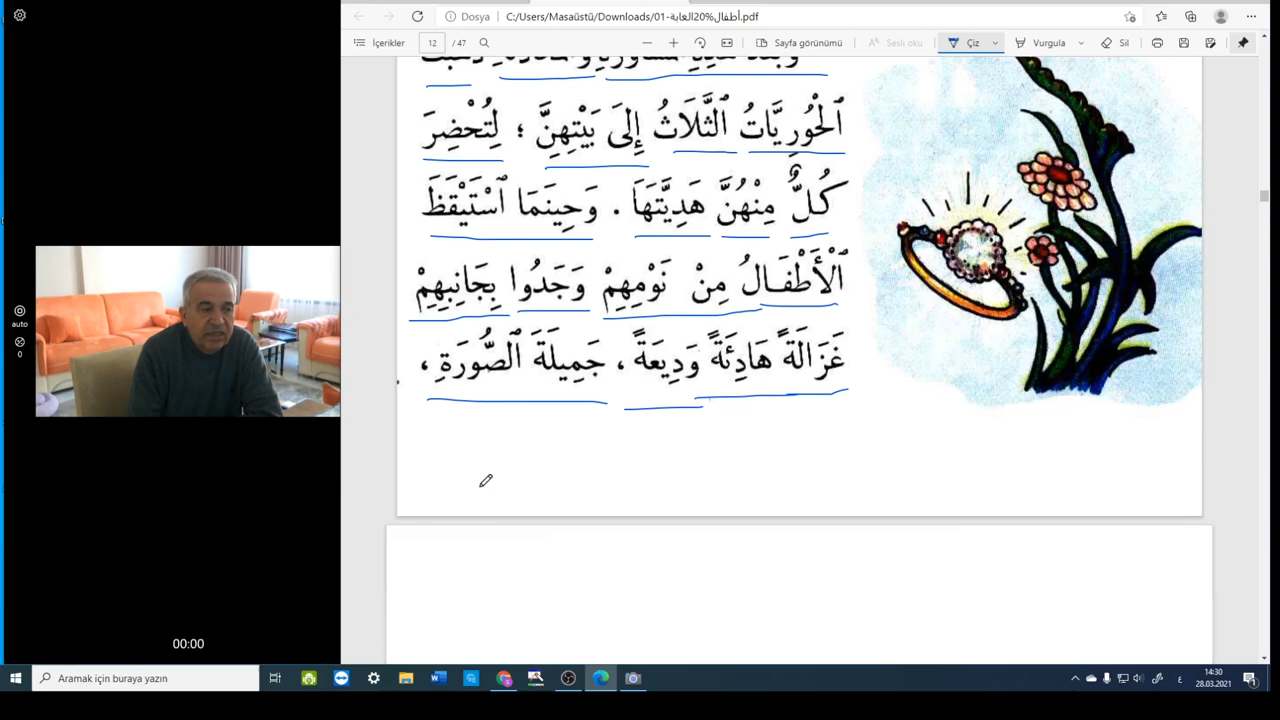 Dosya
C:/Users/Masaüstü/Downloads/01-أطفال%20الغابة.pdf
İçerikler
12 / 47
Sayfa görünümü
Sesli oku
Çiz
Vurgula
Sil
ٱلْحُورِيَّاتُ ٱلثَّلَاثُ إِلَى بَيْتِهِنَّ ؛ لِتُحْضِرَ
كُلٌّ مِنْهُنَّ هَدِيَّتَهَا . وَحِينَمَا ٱسْتَيْقَظَ
ٱلْأَطْفَالُ مِنْ نَوْمِهِمْ وَجَدُوا بِجَانِبِهِمْ
غَزَالَةً هَادِئَةً وَدِيعَةً ، جَمِيلَةَ ٱلصُّورَةِ ،
auto
0
00:00
Aramak için buraya yazın
14:30
28.03.2021